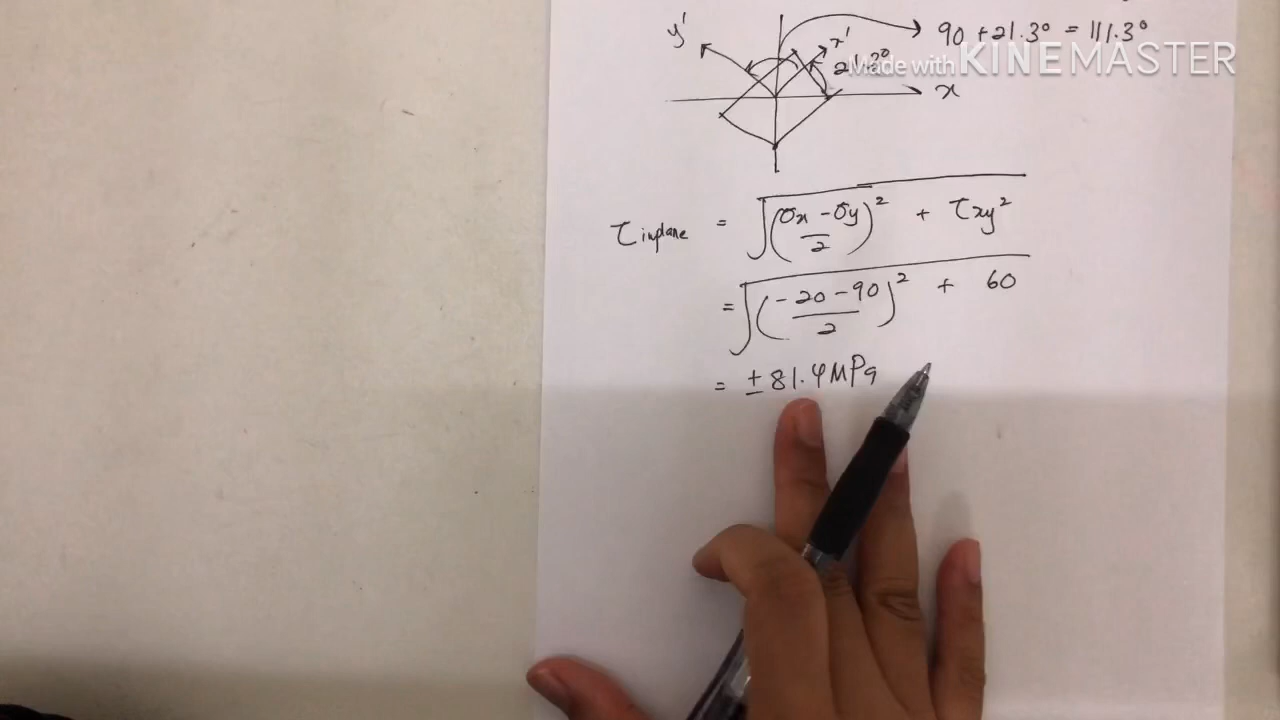 y' x' 90 + 21.3° = 111.3°
21.3°
Made with KINEMASTER
x
τ inplane = √((σx - σy)/2)² + τxy²
= √((-20 - 90)/2)² + 60
= ± 81.4 MPa